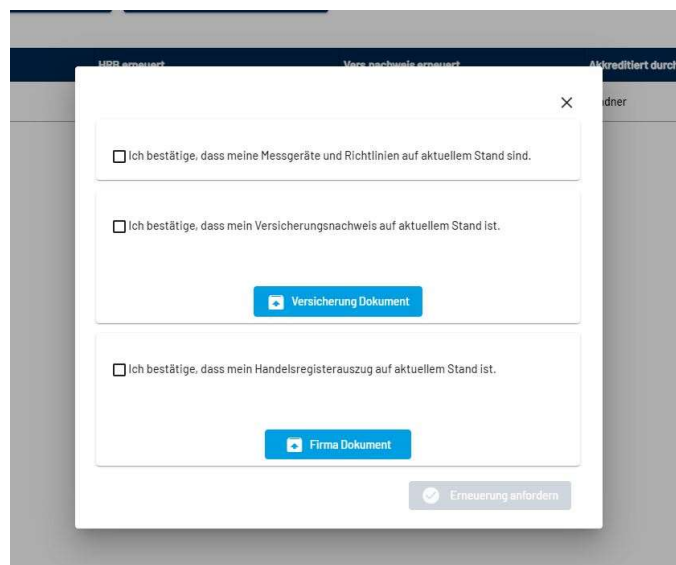 HRB erneuert Vers.nachweis erneuert Akkreditiert durch
dner
Ich bestätige, dass meine Messgeräte und Richtlinien auf aktuellem Stand sind.
Ich bestätige, dass mein Versicherungsnachweis auf aktuellem Stand ist.
Versicherung Dokument
Ich bestätige, dass mein Handelsregisterauszug auf aktuellem Stand ist.
Firma Dokument
Erneuerung anfordern